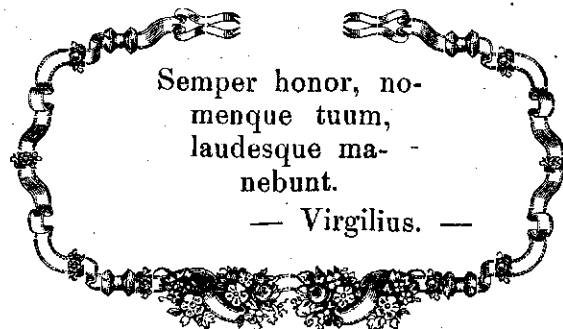 Semper honor, no-
menque tuum,
laudesque ma-
nebunt.
— Virgilius. —